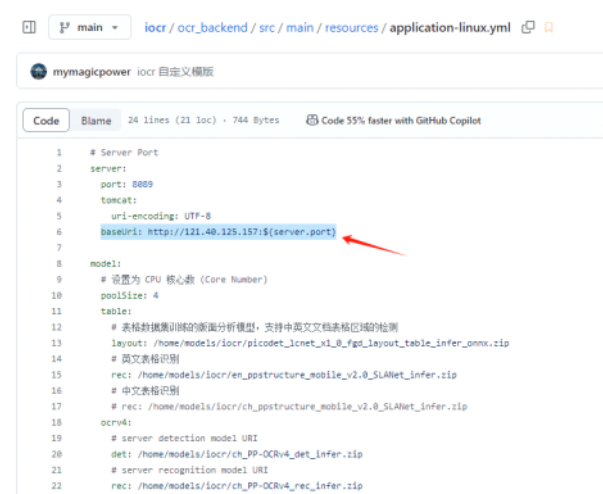 main
iocr / ocr_backend / src / main / resources / application-linux.yml
mymagicpower iocr 自定义模版
Code Blame 24 lines (21 loc) · 744 Bytes Code 55% faster with GitHub Copilot
1 # Server Port
2 server:
3 port: 8089
4 tomcat:
5 uri-encoding: UTF-8
6 baseUri: http://121.40.125.157:${server.port}
7
8 model:
9 # 设置为 CPU 核心数 (Core Number)
10 poolSize: 4
11 table:
12 # 表格数据集训练的版面分析模型，支持中英文文档表格区域的检测
13 layout: /home/models/iocr/picodet_lcnet_x1_0_fgd_layout_table_infer_onnx.zip
14 # 英文表格识别
15 rec: /home/models/iocr/en_ppstructure_mobile_v2.0_SLANet_infer.zip
16 # 中文表格识别
17 # rec: /home/models/iocr/ch_ppstructure_mobile_v2.0_SLANet_infer.zip
18 ocrv4:
19 # server detection model URI
20 det: /home/models/iocr/ch_PP-OCRv4_det_infer.zip
21 # server recognition model URI
22 rec: /home/models/iocr/ch_PP-OCRv4_rec_infer.zip